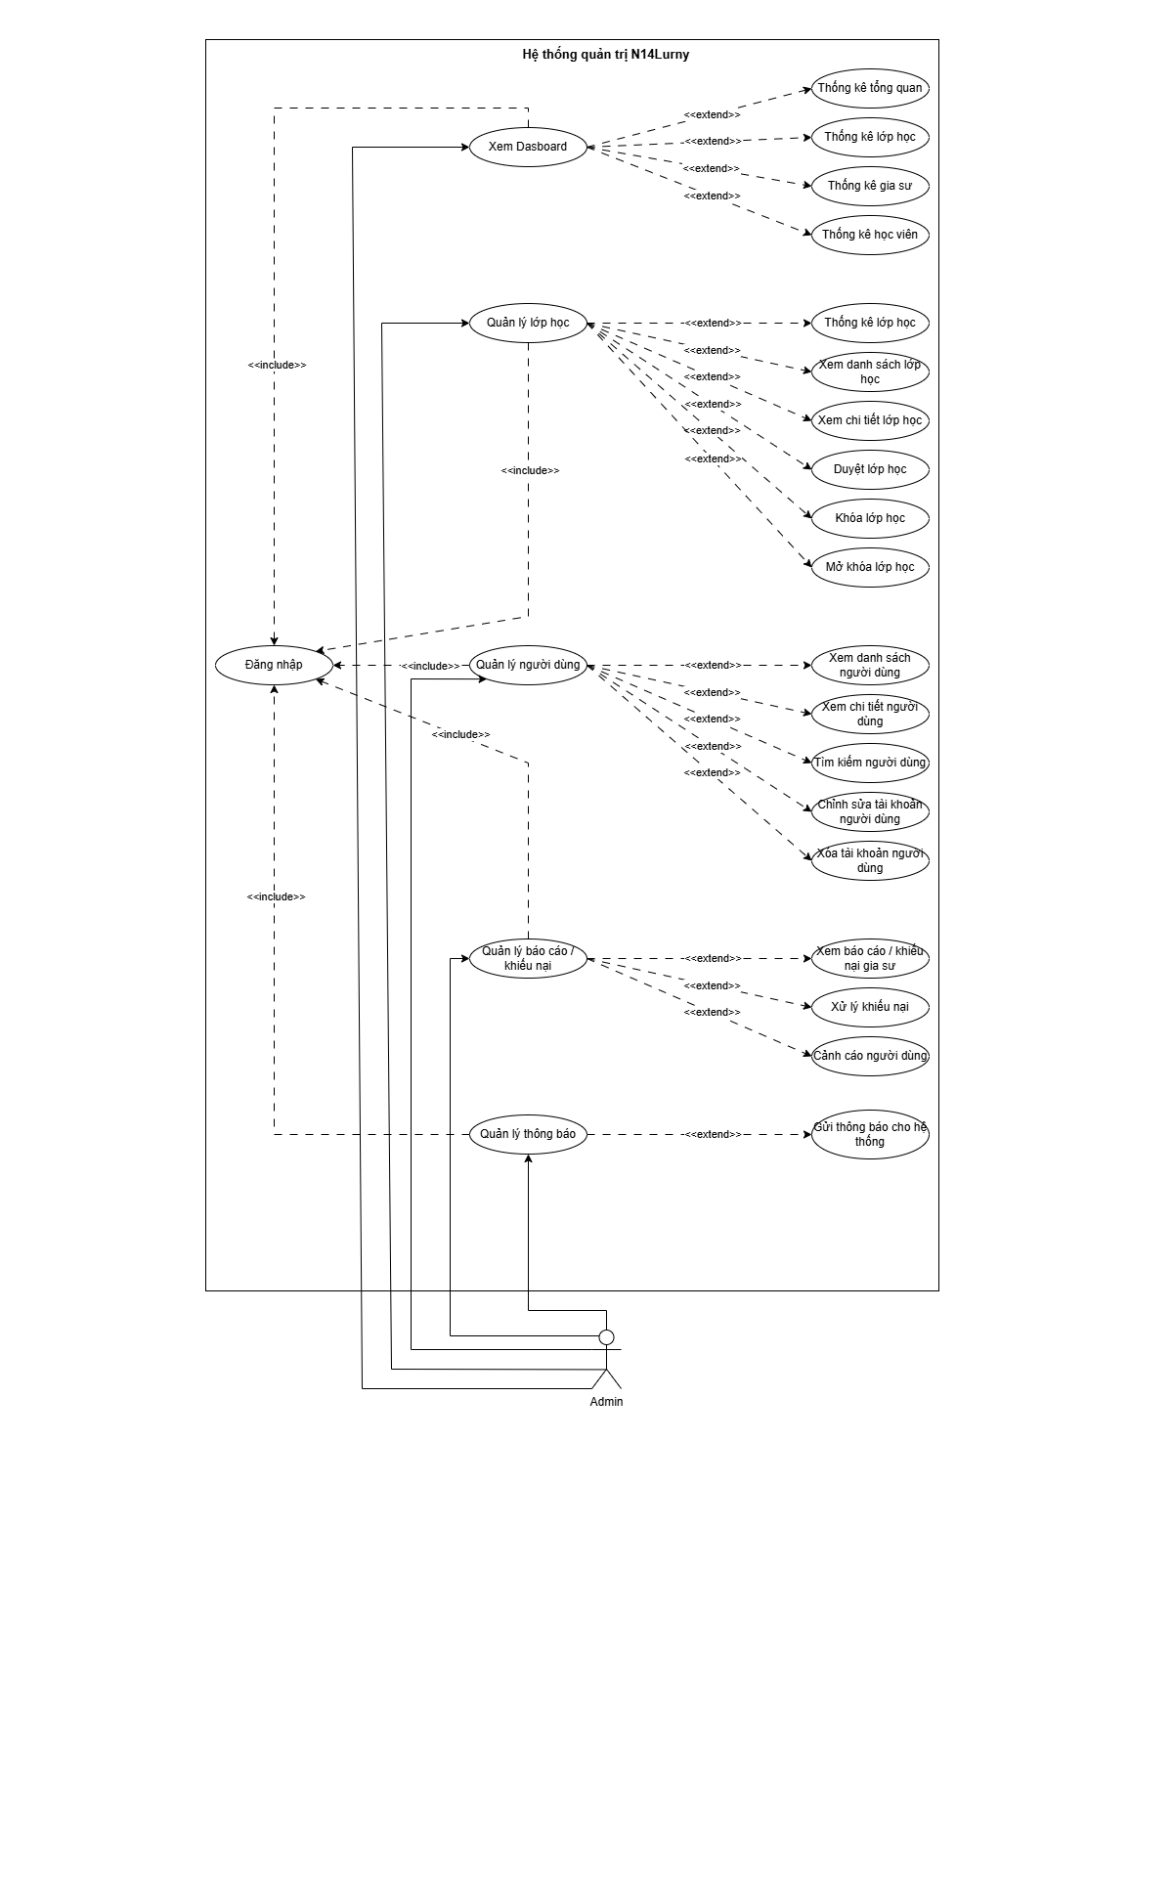 Hệ thống quản trị N14Lurny
Thống kê tổng quan
<<extend>>
Xem Dasboard
<<extend>>
Thống kê lớp học
<<extend>>
Thống kê gia sư
<<extend>>
Thống kê học viên
Quản lý lớp học
<<extend>>
Thống kê lớp học
<<extend>>
Xem danh sách lớp
học
<<include>>
<<extend>>
Xem chi tiết lớp học
<<extend>>
<<extend>>
Duyệt lớp học
<<extend>>
<<include>>
Khóa lớp học
Mở khóa lớp học
Đăng nhập
<<include>>
Quản lý người dùng
<<extend>>
Xem danh sách
người dùng
<<extend>>
Xem chi tiết người
dùng
<<extend>>
<<include>>
<<extend>>
Tìm kiếm người dùng
<<extend>>
Chỉnh sửa tài khoản
người dùng
Xóa tài khoản người
dùng
<<include>>
Quản lý báo cáo /
khiếu nại
<<extend>>
Xem báo cáo / khiếu
nại gia sư
<<extend>>
Xử lý khiếu nại
<<extend>>
Cảnh cáo người dùng
Quản lý thông báo
<<extend>>
Gửi thông báo cho hệ
thống
Admin